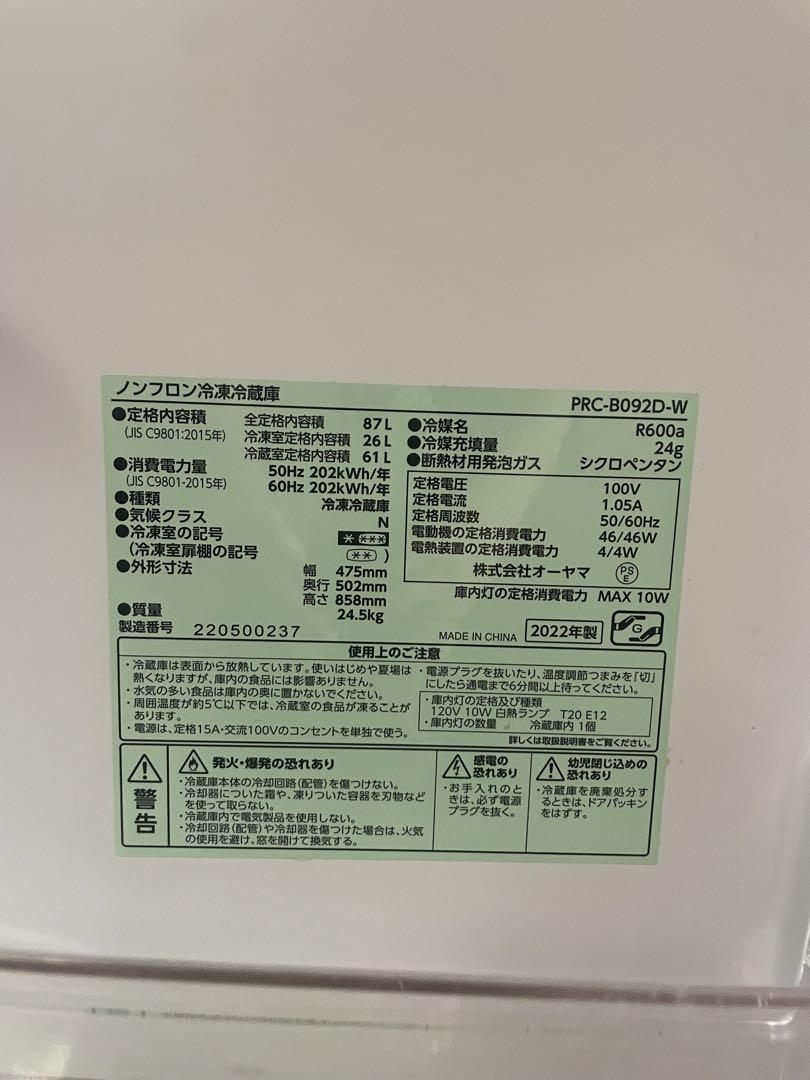 ノンフロン冷凍冷蔵庫
PRC-B092D-W
●定格内容積
(JIS C9801:2015年)
全定格内容積 87 L
冷凍室定格内容積 26 L
冷蔵室定格内容積 61 L
●消費電力量
(JIS C9801-2015年)
50Hz 202kWh/年
60Hz 202kWh/年
●種類 冷凍冷蔵庫
●気候クラス N
●冷凍室の記号 * ***
(冷凍室扉棚の記号 ** )
●外形寸法
幅 475mm
奥行 502mm
高さ 858mm
●質量 24.5kg
製造番号 220500237
●冷媒名 R600a
●冷媒充填量 24g
●断熱材用発泡ガス シクロペンタン
定格電圧 100V
定格電流 1.05A
定格周波数 50/60Hz
電動機の定格消費電力 46/46W
電熱装置の定格消費電力 4/4W
株式会社オーヤマ PS E
庫内灯の定格消費電力 MAX 10W
MADE IN CHINA 2022年製 G
使用上のご注意
・冷蔵庫は表面から放熱しています。使いはじめや夏場は
熱くなりますが、庫内の食品には影響ありません。
・水気の多い食品は庫内の奥に置かないでください。
・周囲温度が約5℃以下では、冷蔵室の食品が凍ることが
あります。
・電源は、定格15A・交流100Vのコンセントを単独で使う。
・電源プラグを抜いたり、温度調節つまみを「切」
にしたら通電まで6分間以上待ってください。
・庫内灯の定格及び種類
120V 10W 白熱ランプ T20 E12
・庫内灯の数量 冷蔵庫内 1個
詳しくは取扱説明書をご覧ください。
警告
発火・爆発の恐れあり
・冷蔵庫本体の冷却回路(配管)を傷つけない。
・冷却器についた霜や、凍りついた容器を刃物など
を使って取らない。
・冷蔵庫内で電気製品を使用しない。
・冷却回路(配管)や冷却器を傷つけた場合は、火気
の使用を避け、窓を開けて換気する。
感電の
恐れあり
・お手入れのと
きは、必ず電源
プラグを抜く。
幼児閉じ込めの
恐れあり
・冷蔵庫を廃棄処分す
るときは、ドアパッキン
をはずす。